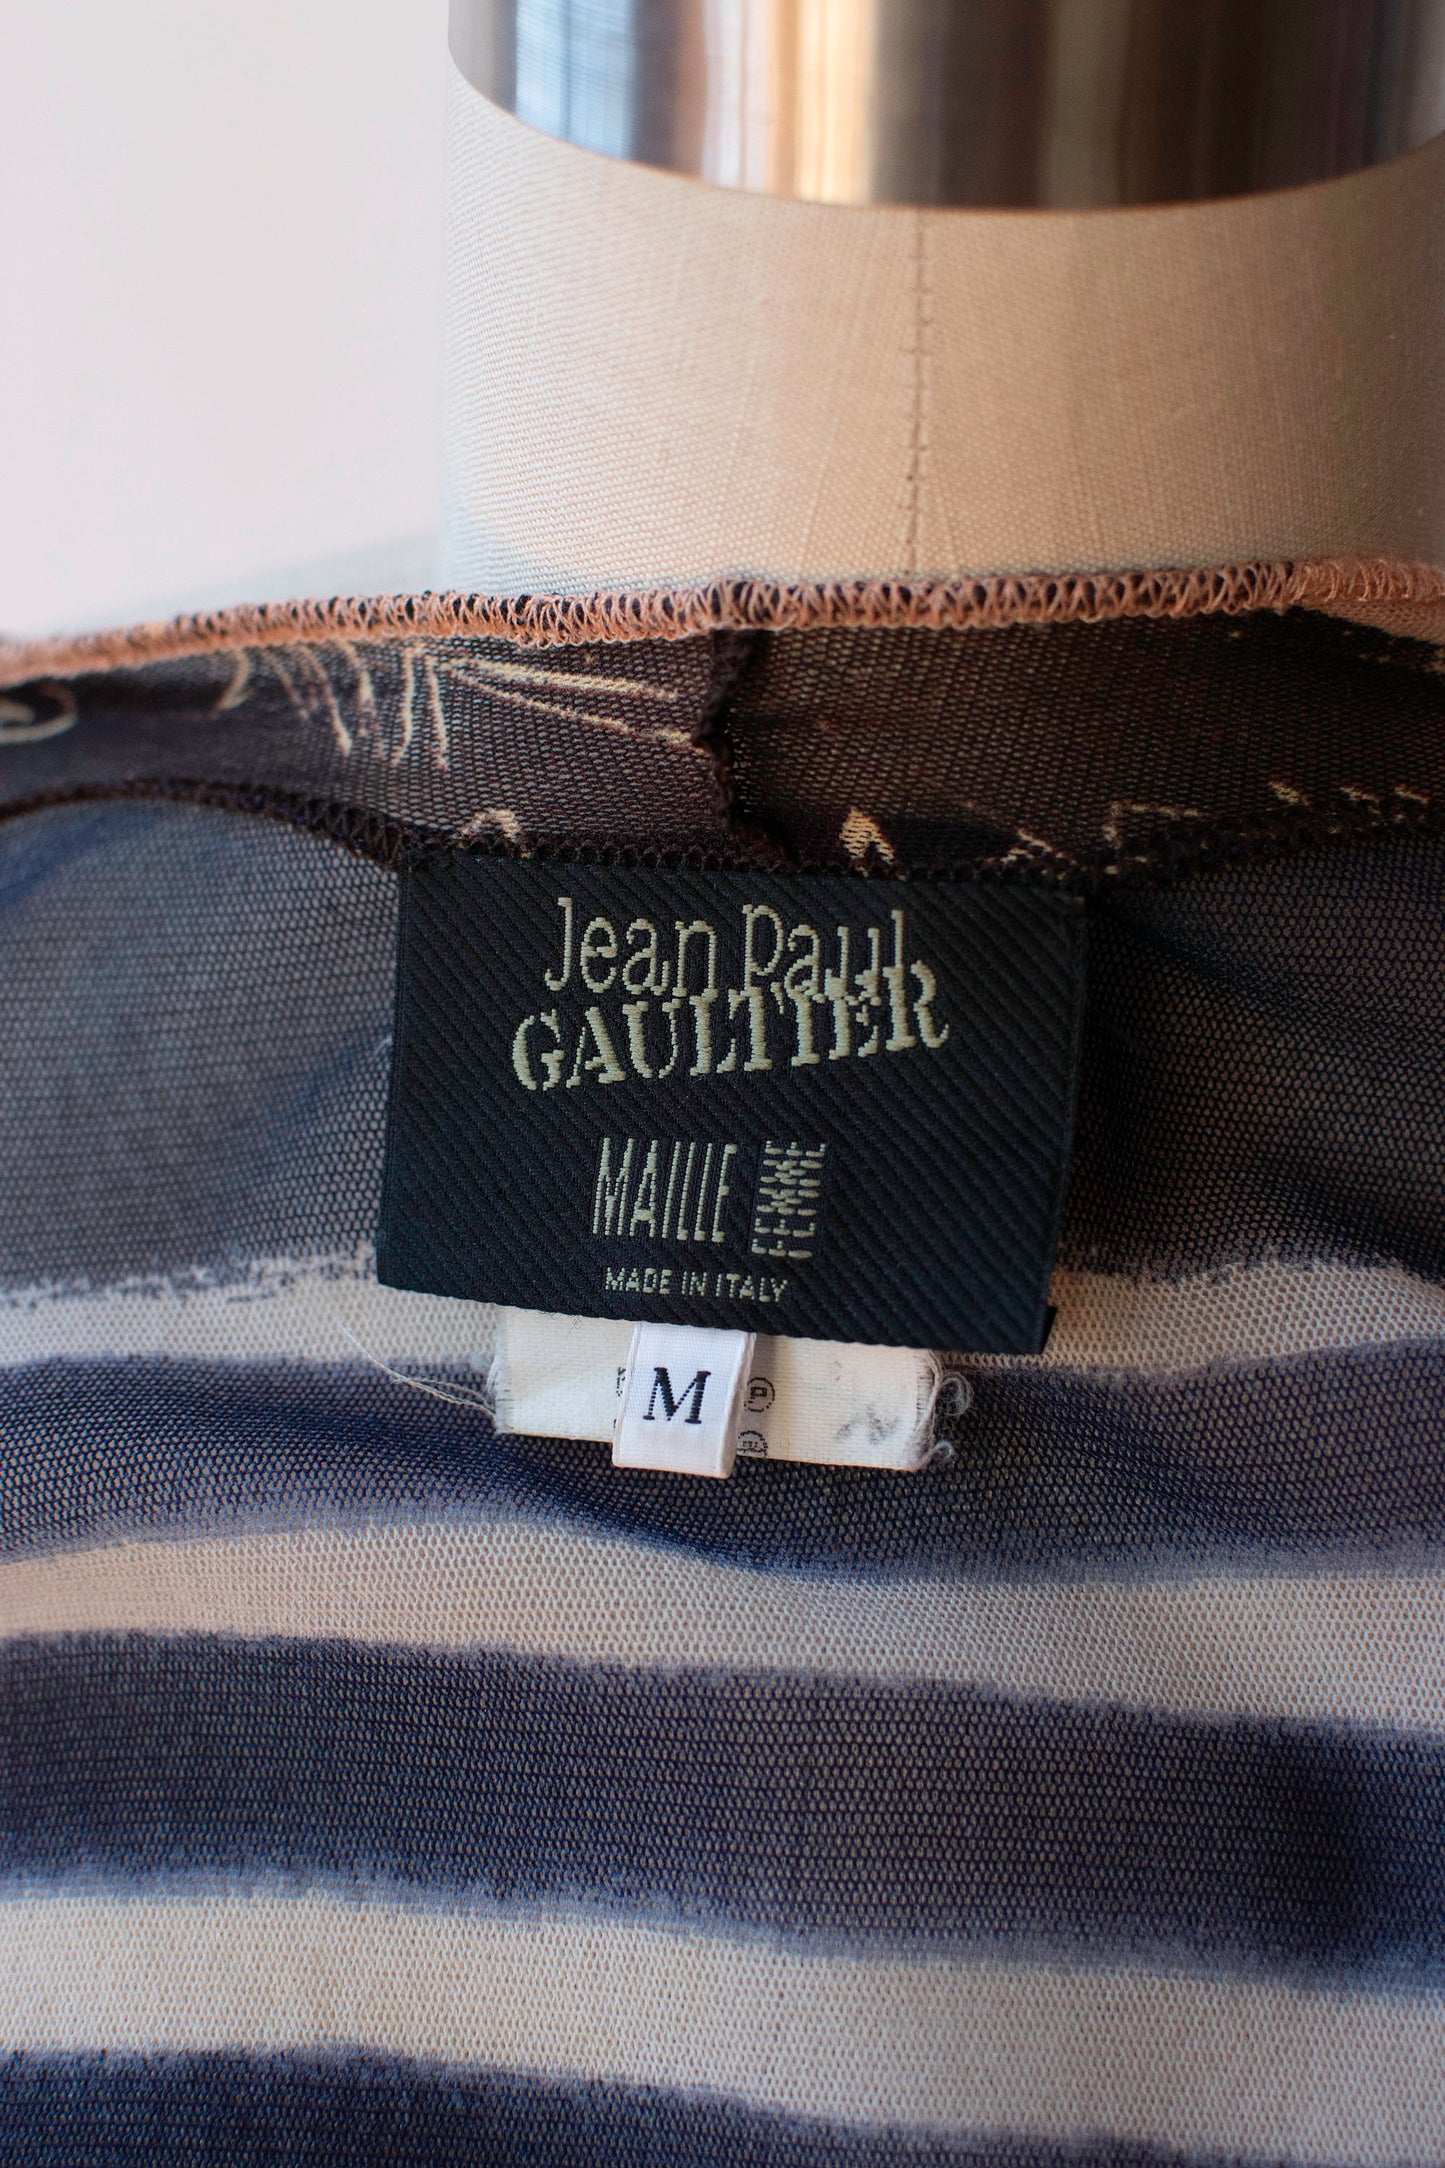 Jean Paul
GAULTIER
MAILLE FEMME
MADE IN ITALY
M
P